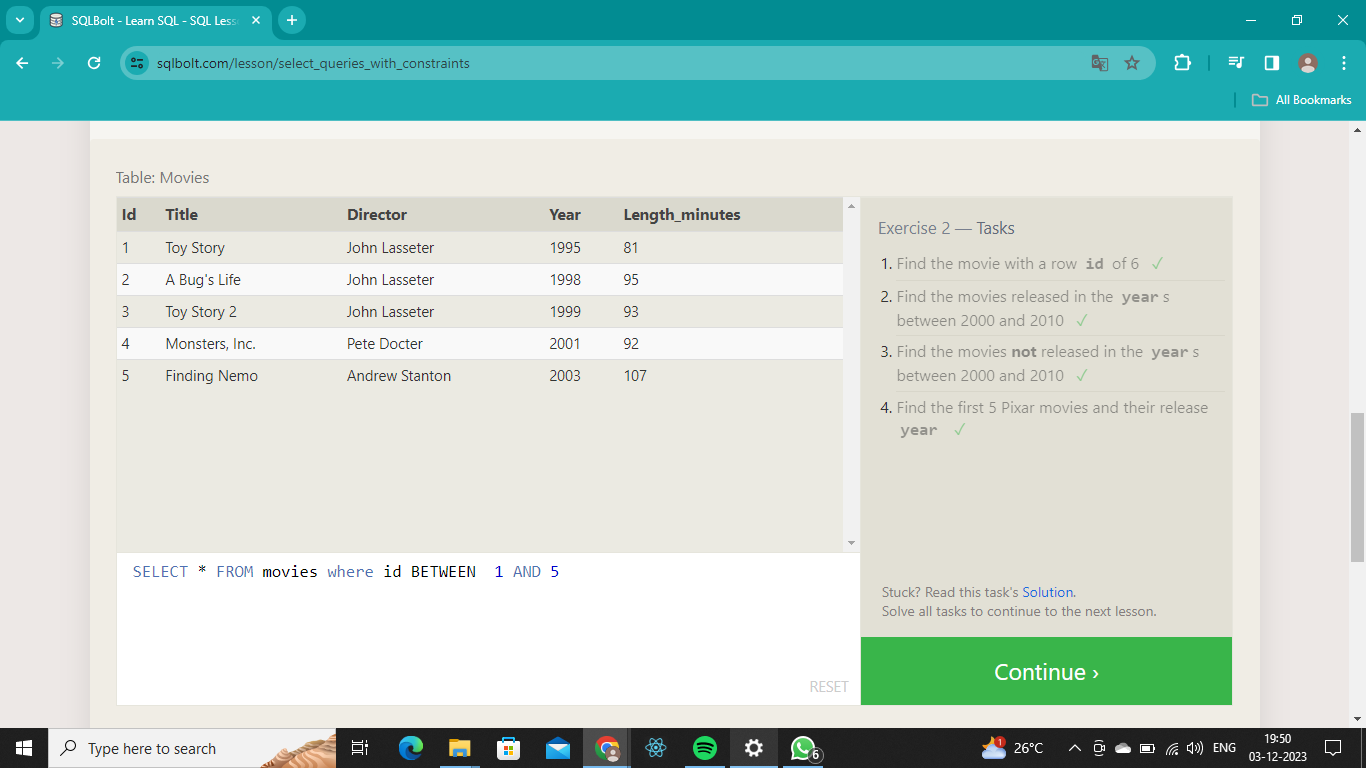 SQLBolt - Learn SQL - SQL Less
sqlbolt.com/lesson/select_queries_with_constraints
All Bookmarks
Table: Movies
Id Title Director Year Length_minutes
1 Toy Story John Lasseter 1995 81
2 A Bug's Life John Lasseter 1998 95
3 Toy Story 2 John Lasseter 1999 93
4 Monsters, Inc. Pete Docter 2001 92
5 Finding Nemo Andrew Stanton 2003 107
SELECT * FROM movies where id BETWEEN 1 AND 5
RESET
Exercise 2 — Tasks
1. Find the movie with a row id of 6 ✓
2. Find the movies released in the year s
between 2000 and 2010 ✓
3. Find the movies not released in the year s
between 2000 and 2010 ✓
4. Find the first 5 Pixar movies and their release
year ✓
Stuck? Read this task's Solution.
Solve all tasks to continue to the next lesson.
Continue ›
Type here to search
6
1
26°C
ENG
19:50
03-12-2023